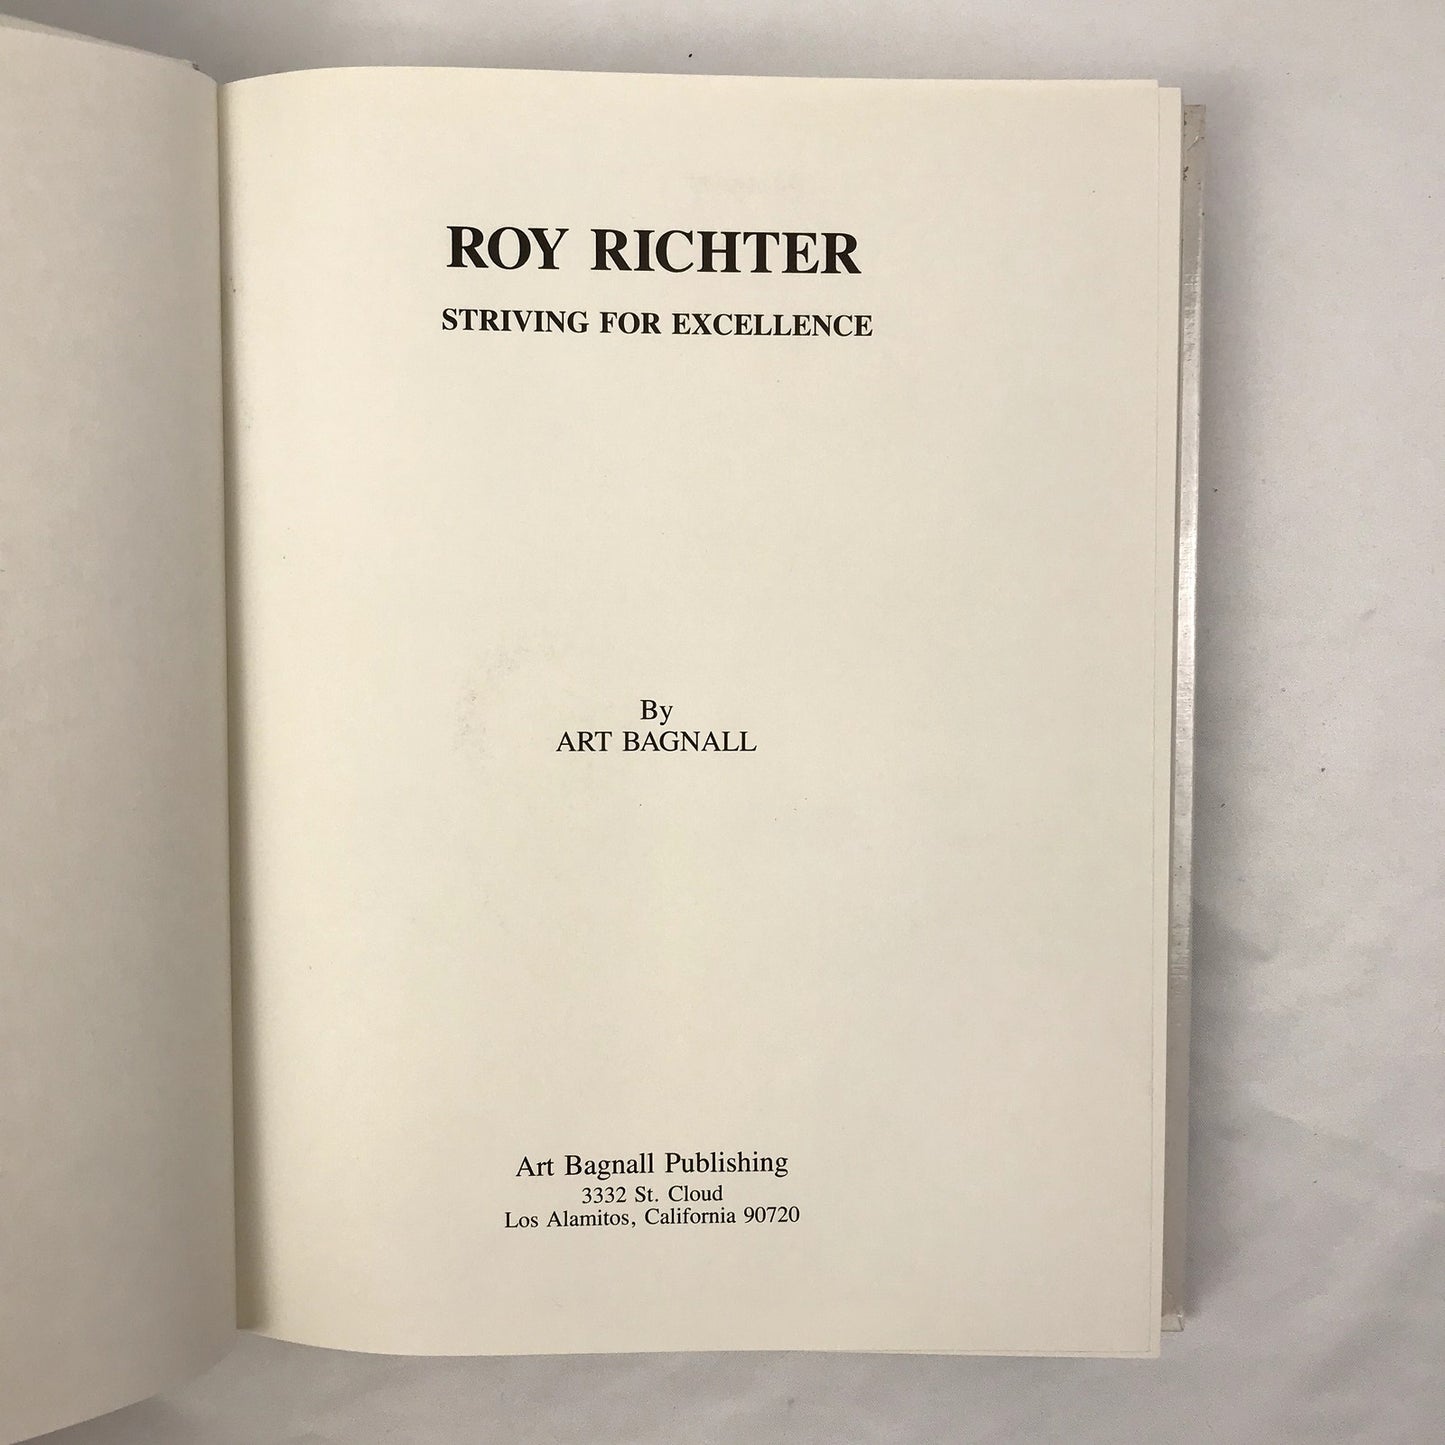 ROY RICHTER
STRIVING FOR EXCELLENCE
By
ART BAGNALL
Art Bagnall Publishing
3332 St. Cloud
Los Alamitos, California 90720